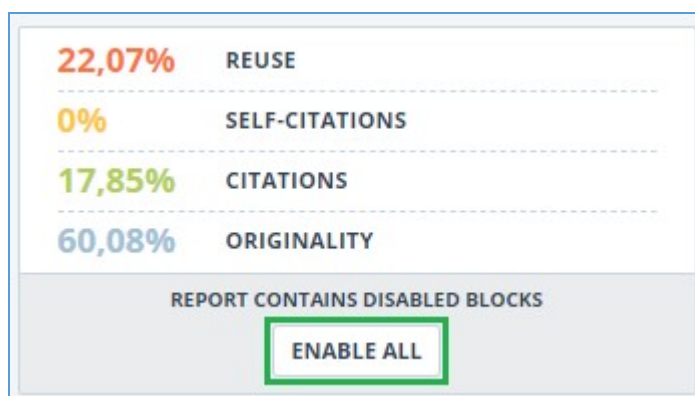 22,07% REUSE
0% SELF-CITATIONS
17,85% CITATIONS
60,08% ORIGINALITY
REPORT CONTAINS DISABLED BLOCKS
ENABLE ALL